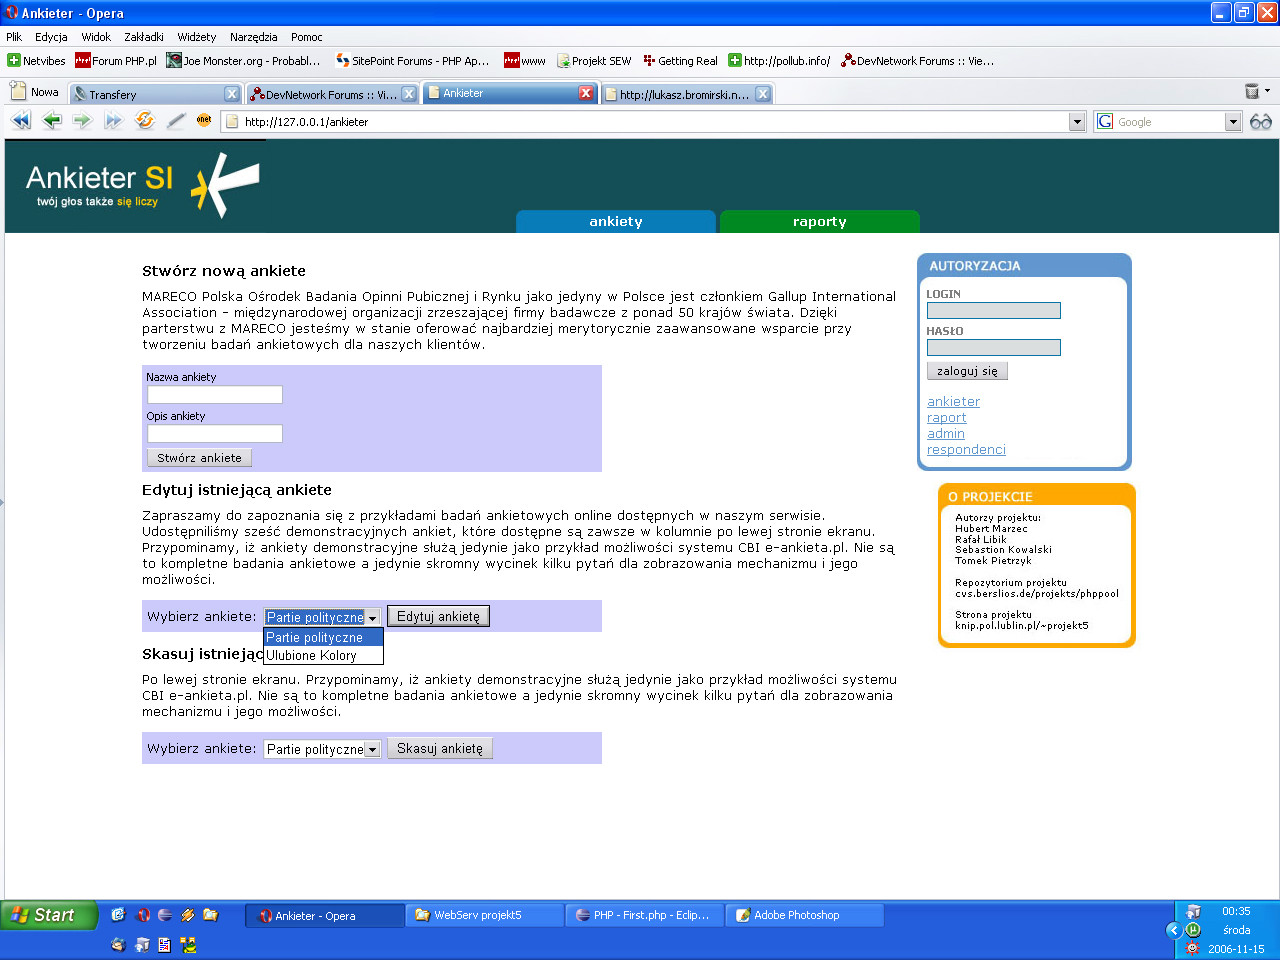 Ankieter - Opera
Plik Edycja Widok Zakładki Widżety Narzędzia Pomoc
Netvibes Forum PHP.pl Joe Monster.org - Probabl... SitePoint Forums - PHP Ap... www Projekt SEW Getting Real http://pollub.info/ DevNetwork Forums :: Vie...
Nowa Transfery DevNetwork Forums :: Vi... Ankieter http://lukasz.bromirski.n...
onet http://127.0.0.1/ankieter Google
Ankieter SI
twój głos także się liczy
ankiety raporty
Stwórz nową ankiete
MARECO Polska Ośrodek Badania Opinni Pubicznej i Rynku jako jedyny w Polsce jest członkiem Gallup International
Association – międzynarodowej organizacji zrzeszającej firmy badawcze z ponad 50 krajów świata. Dzięki
parterstwu z MARECO jesteśmy w stanie oferować najbardziej merytorycznie zaawansowane wsparcie przy
tworzeniu badań ankietowych dla naszych klientów.
Nazwa ankiety
Opis ankiety
Stwórz ankiete
Edytuj istniejącą ankiete
Zapraszamy do zapoznania się z przykładami badań ankietowych online dostępnych w naszym serwisie.
Udostępniliśmy sześć demonstracyjnych ankiet, które dostępne są zawsze w kolumnie po lewej stronie ekranu.
Przypominamy, iż ankiety demonstracyjne służą jedynie jako przykład możliwości systemu CBI e-ankieta.pl. Nie są
to kompletne badania ankietowe a jedynie skromny wycinek kilku pytań dla zobrazowania mechanizmu i jego
możliwości.
Wybierz ankiete: Partie polityczne Edytuj ankietę
Partie polityczne
Ulubione Kolory
Skasuj istniejąc
Po lewej stronie ekranu. Przypominamy, iż ankiety demonstracyjne służą jedynie jako przykład możliwości systemu
CBI e-ankieta.pl. Nie są to kompletne badania ankietowe a jedynie skromny wycinek kilku pytań dla zobrazowania
mechanizmu i jego możliwości.
Wybierz ankiete: Partie polityczne Skasuj ankietę
AUTORYZACJA
LOGIN
HASŁO
zaloguj się
ankieter
raport
admin
respondenci
O PROJEKCIE
Autorzy projektu:
Hubert Marzec
Rafał Libik
Sebastion Kowalski
Tomek Pietrzyk
Repozytorium projektu
cvs.berslios.de/projekts/phppool
Strona projektu
knip.pol.lublin.pl/~projekt5
Start Ankieter - Opera WebServ projekt5 PHP - First.php - Eclip... Adobe Photoshop
00:35
środa
2006-11-15